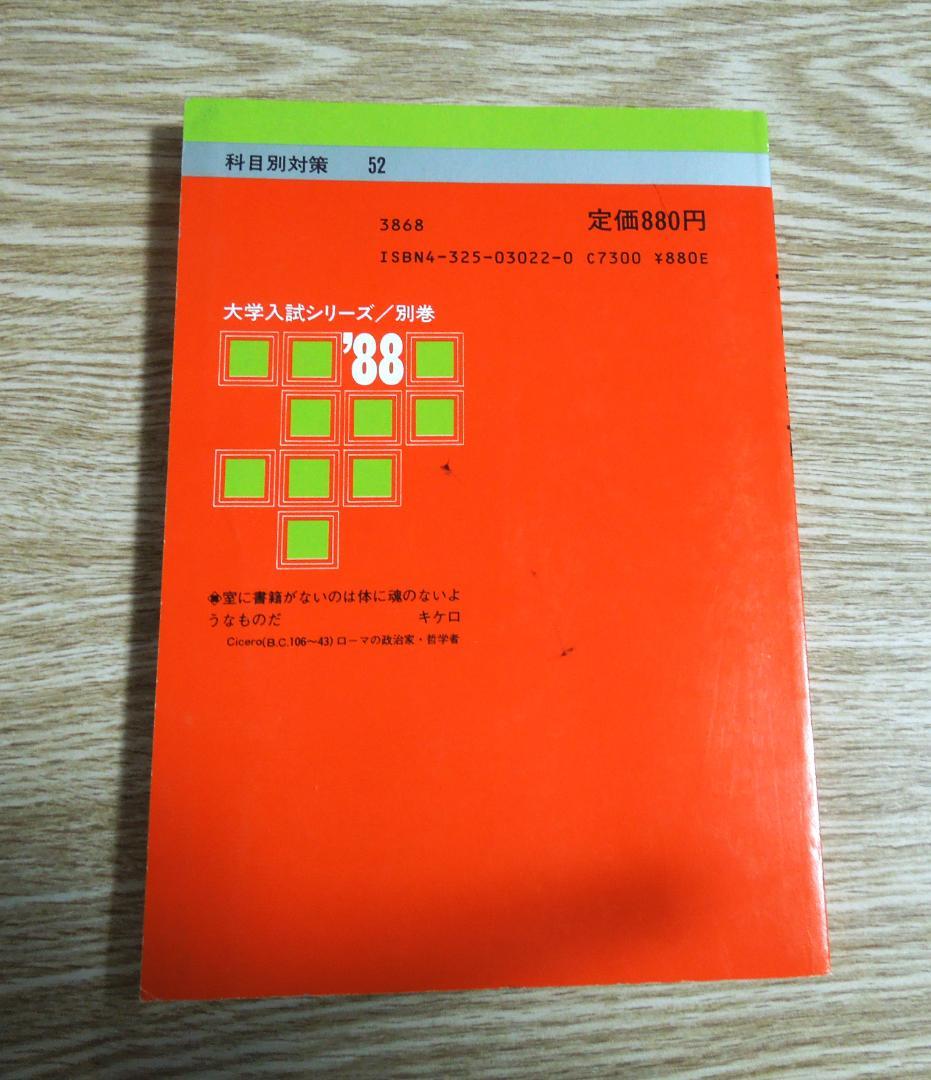 科目別対策 52
3868 定価880円
ISBN4-325-03022-0 C7300 ¥880E
大学入試シリーズ/別巻
'88
室に書籍がないのは体に魂のないよ
うなものだ キケロ
Cicero(B.C.106〜43) ローマの政治家・哲学者